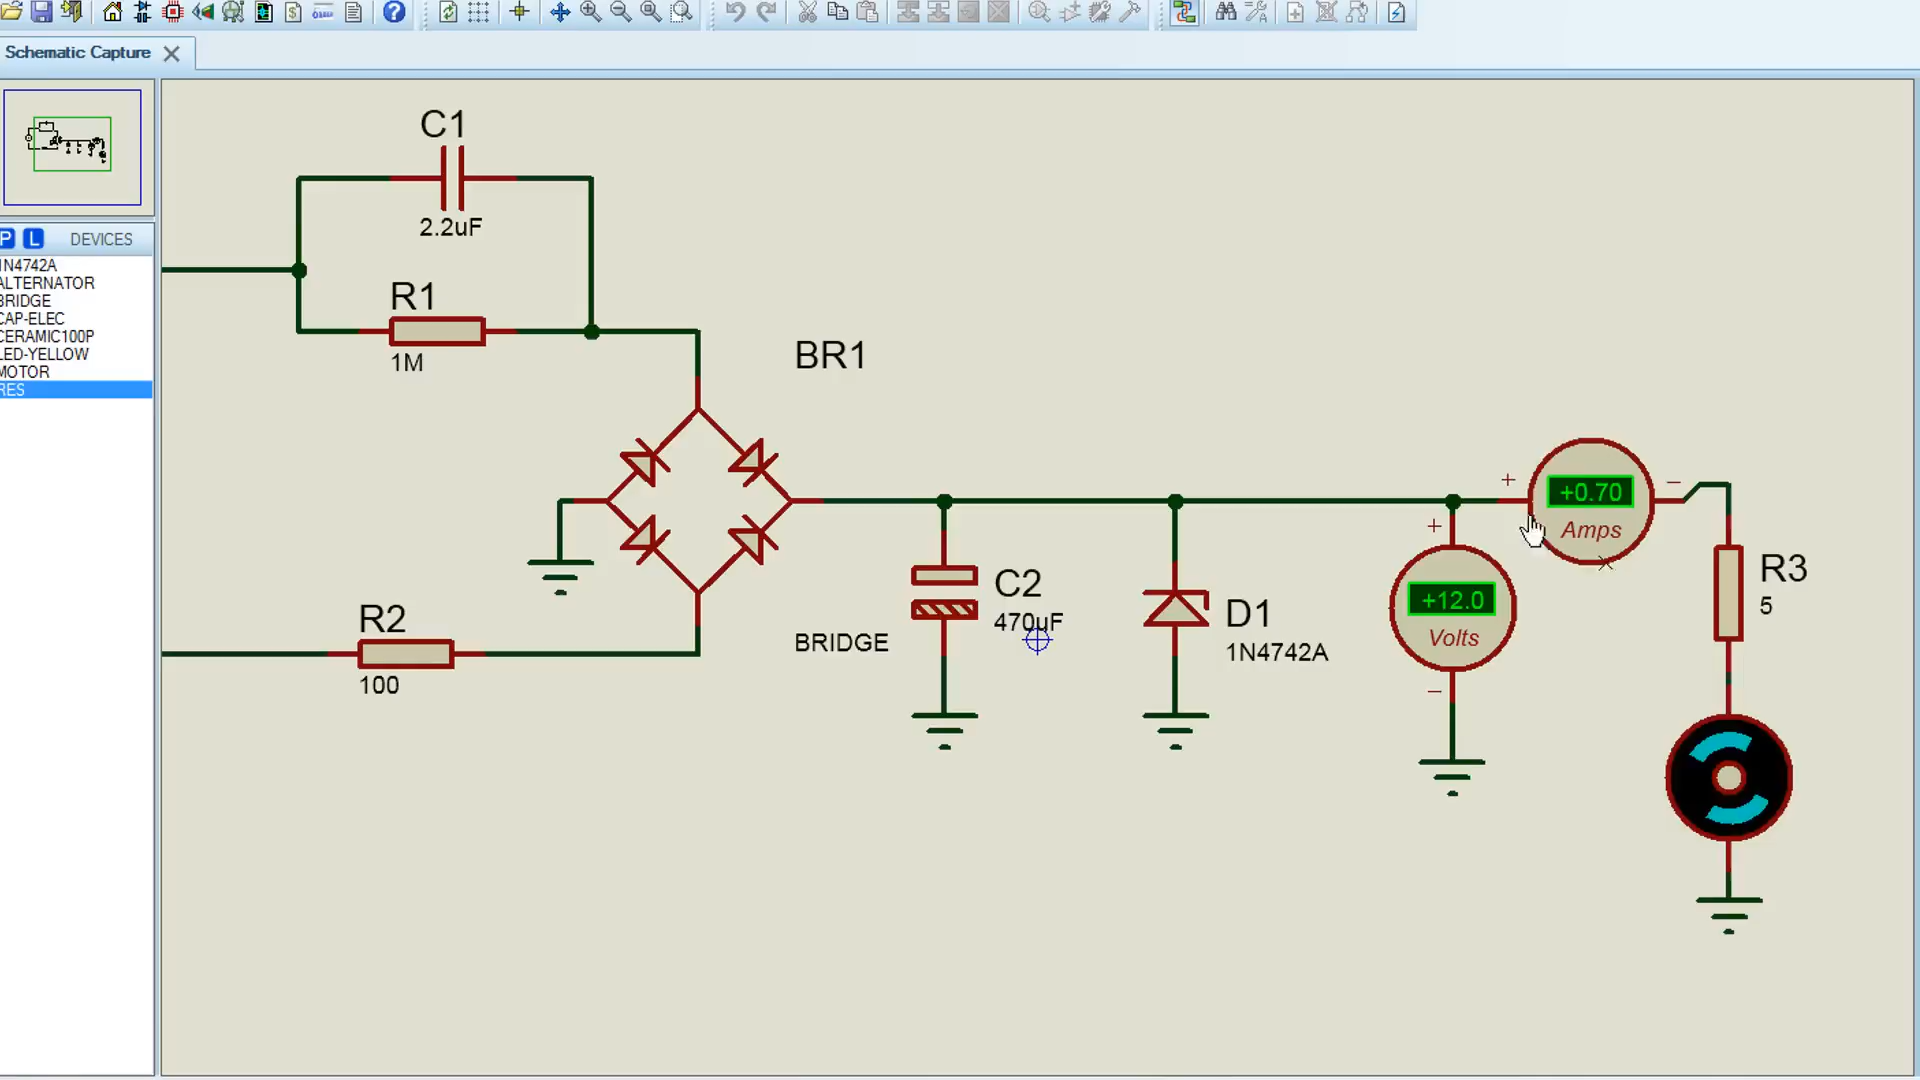 Schematic Capture
P L DEVICES
1N4742A
ALTERNATOR
BRIDGE
CAP-ELEC
CERAMIC100P
LED-YELLOW
MOTOR
RES
C1
2.2uF
R1
1M
BR1
BRIDGE
R2
100
C2
470uF
D1
1N4742A
+
+0.70
Amps
−
+
+12.0
Volts
−
R3
5